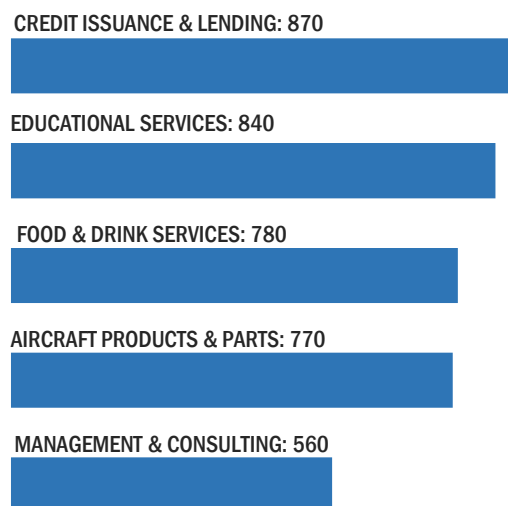 CREDIT ISSUANCE & LENDING: 870
EDUCATIONAL SERVICES: 840
FOOD & DRINK SERVICES: 780
AIRCRAFT PRODUCTS & PARTS: 770
MANAGEMENT & CONSULTING: 560